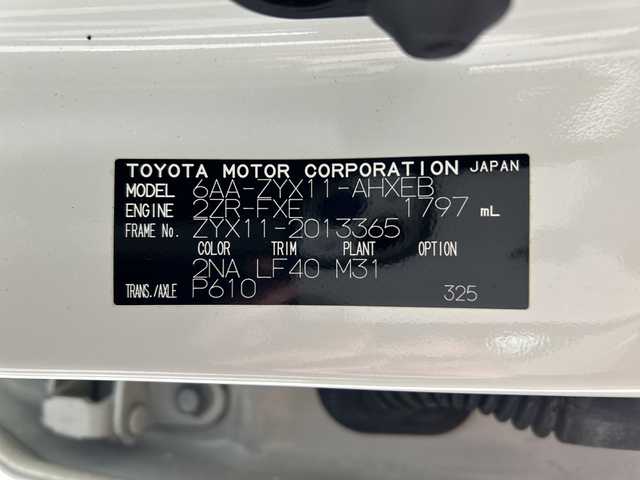 TOYOTA MOTOR CORPORATION JAPAN
MODEL 6AA-ZYX11-AHXEB
ENGINE 2ZR-FXE 1797 mL
FRAME No. ZYX11-2013365
COLOR TRIM PLANT OPTION
2NA LF40 M31
TRANS./AXLE P610 325